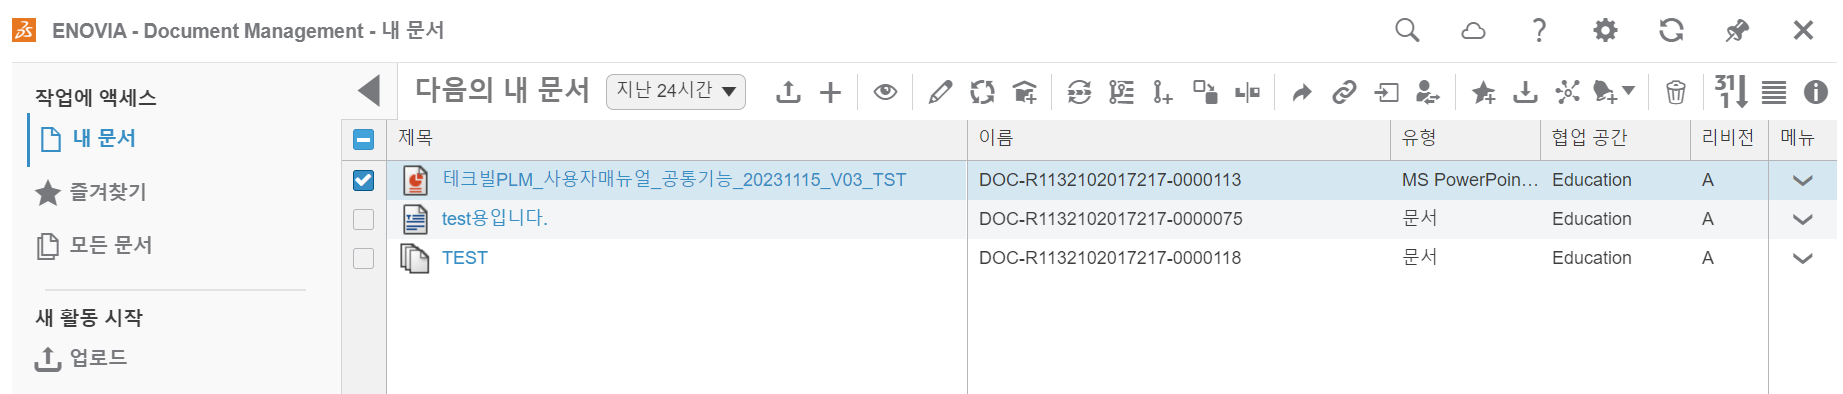 ENOVIA - Document Management - 내 문서
작업에 액세스
내 문서
즐겨찾기
모든 문서
새 활동 시작
업로드
다음의 내 문서 지난 24시간
31
1
제목 이름 유형 협업 공간 리비전 메뉴
테크빌PLM_사용자매뉴얼_공통기능_20231115_V03_TST DOC-R1132102017217-0000113 MS PowerPoin... Education A
test용입니다. DOC-R1132102017217-0000075 문서 Education A
TEST DOC-R1132102017217-0000118 문서 Education A